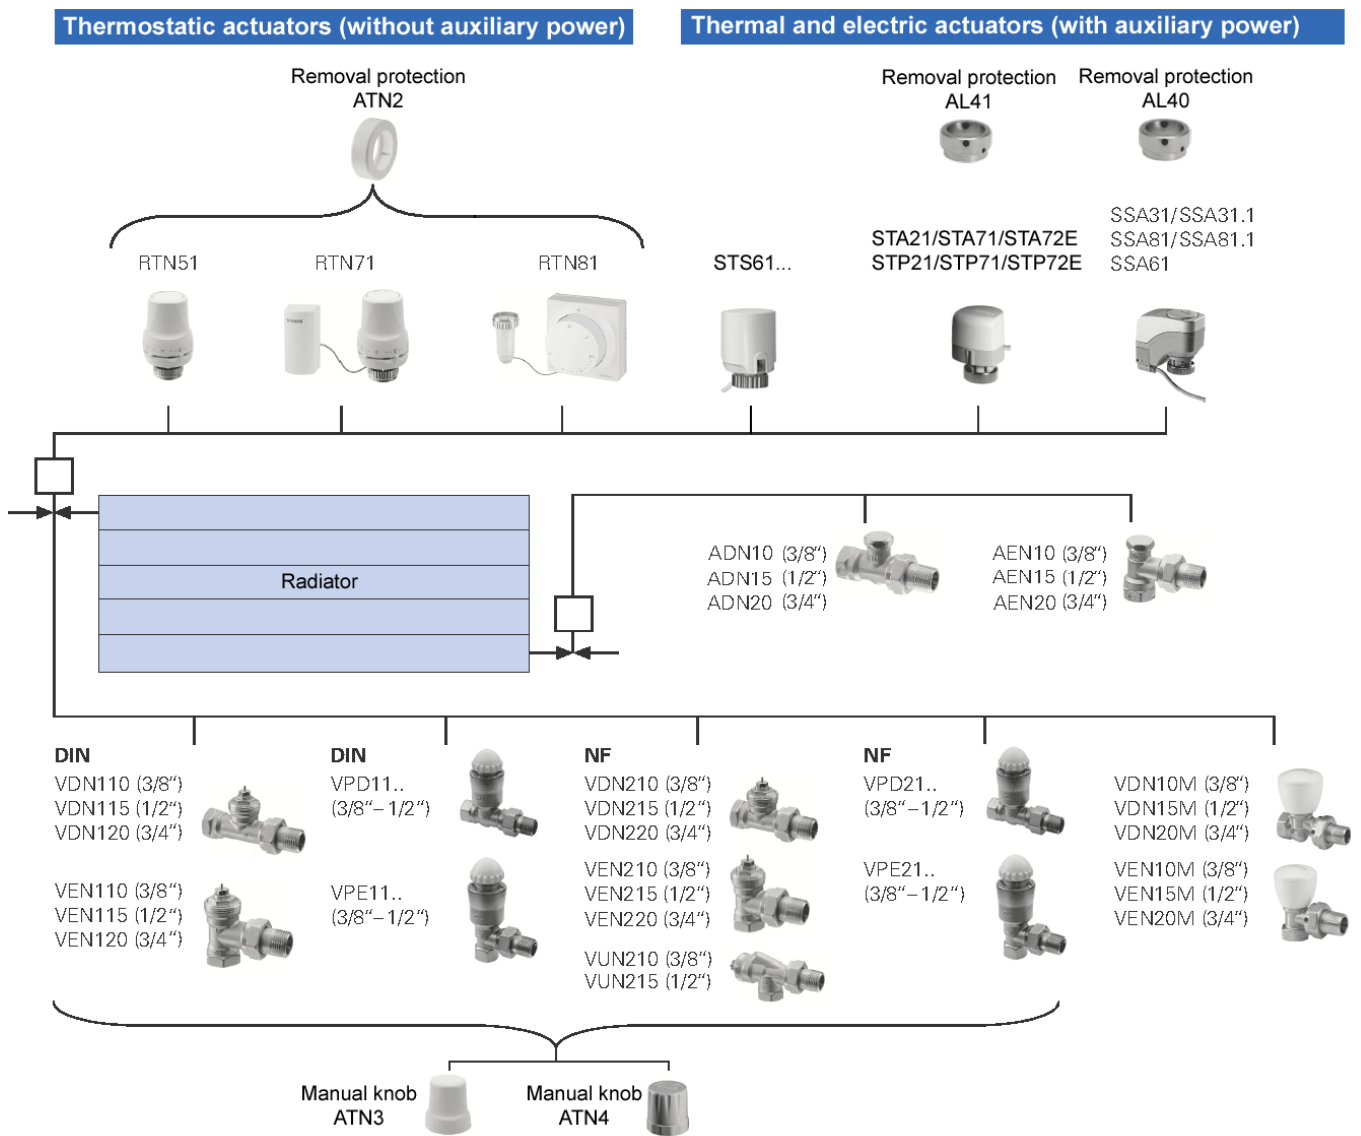 Thermostatic actuators (without auxiliary power)
Thermal and electric actuators (with auxiliary power)
Removal protection
ATN2
Removal protection
AL41
Removal protection
AL40
RTN51
RTN71
RTN81
STS61...
STA21/STA71/STA72E
STP21/STP71/STP72E
SSA31/SSA31.1
SSA81/SSA81.1
SSA61
Radiator
ADN10 (3/8“)
ADN15 (1/2“)
ADN20 (3/4“)
AEN10 (3/8“)
AEN15 (1/2“)
AEN20 (3/4“)
DIN
VDN110 (3/8“)
VDN115 (1/2“)
VDN120 (3/4“)
VEN110 (3/8“)
VEN115 (1/2“)
VEN120 (3/4“)
DIN
VPD11..
(3/8“–1/2“)
VPE11..
(3/8“–1/2“)
NF
VDN210 (3/8“)
VDN215 (1/2“)
VDN220 (3/4“)
VEN210 (3/8“)
VEN215 (1/2“)
VEN220 (3/4“)
VUN210 (3/8“)
VUN215 (1/2“)
NF
VPD21..
(3/8“–1/2“)
VPE21..
(3/8“–1/2“)
VDN10M (3/8“)
VDN15M (1/2“)
VDN20M (3/4“)
VEN10M (3/8“)
VEN15M (1/2“)
VEN20M (3/4“)
Manual knob
ATN3
Manual knob
ATN4